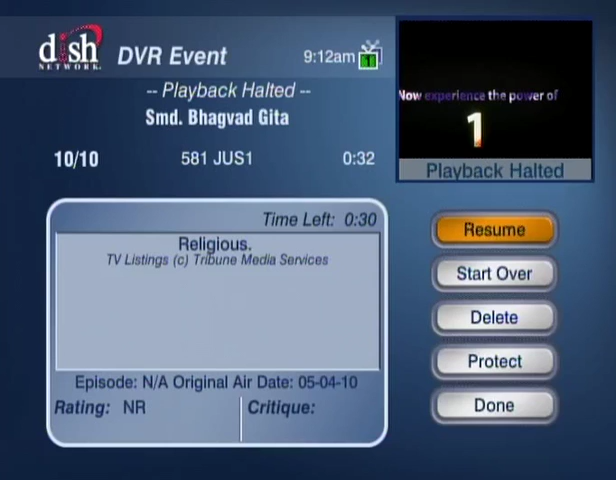 dish
NETWORK.
DVR Event
9:12am
1
-- Playback Halted --
Smd. Bhagvad Gita
10/10 581 JUS1 0:32
Now experience the power of
1
Playback Halted
Time Left: 0:30
Religious.
TV Listings (c) Tribune Media Services
Episode: N/A Original Air Date: 05-04-10
Rating: NR Critique:
Resume
Start Over
Delete
Protect
Done